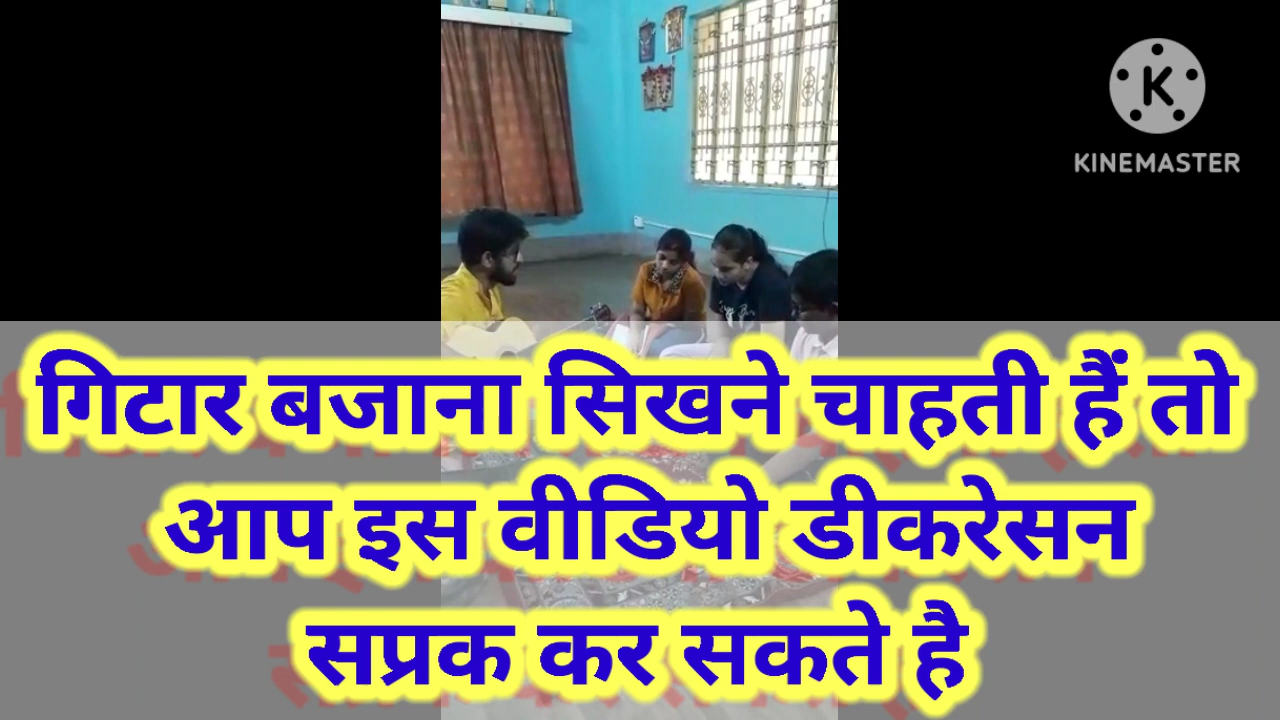 KINEMASTER
गिटार बजाना सिखने चाहती हैं तो
आप इस वीडियो डीकरेसन
सप्रक कर सकते है